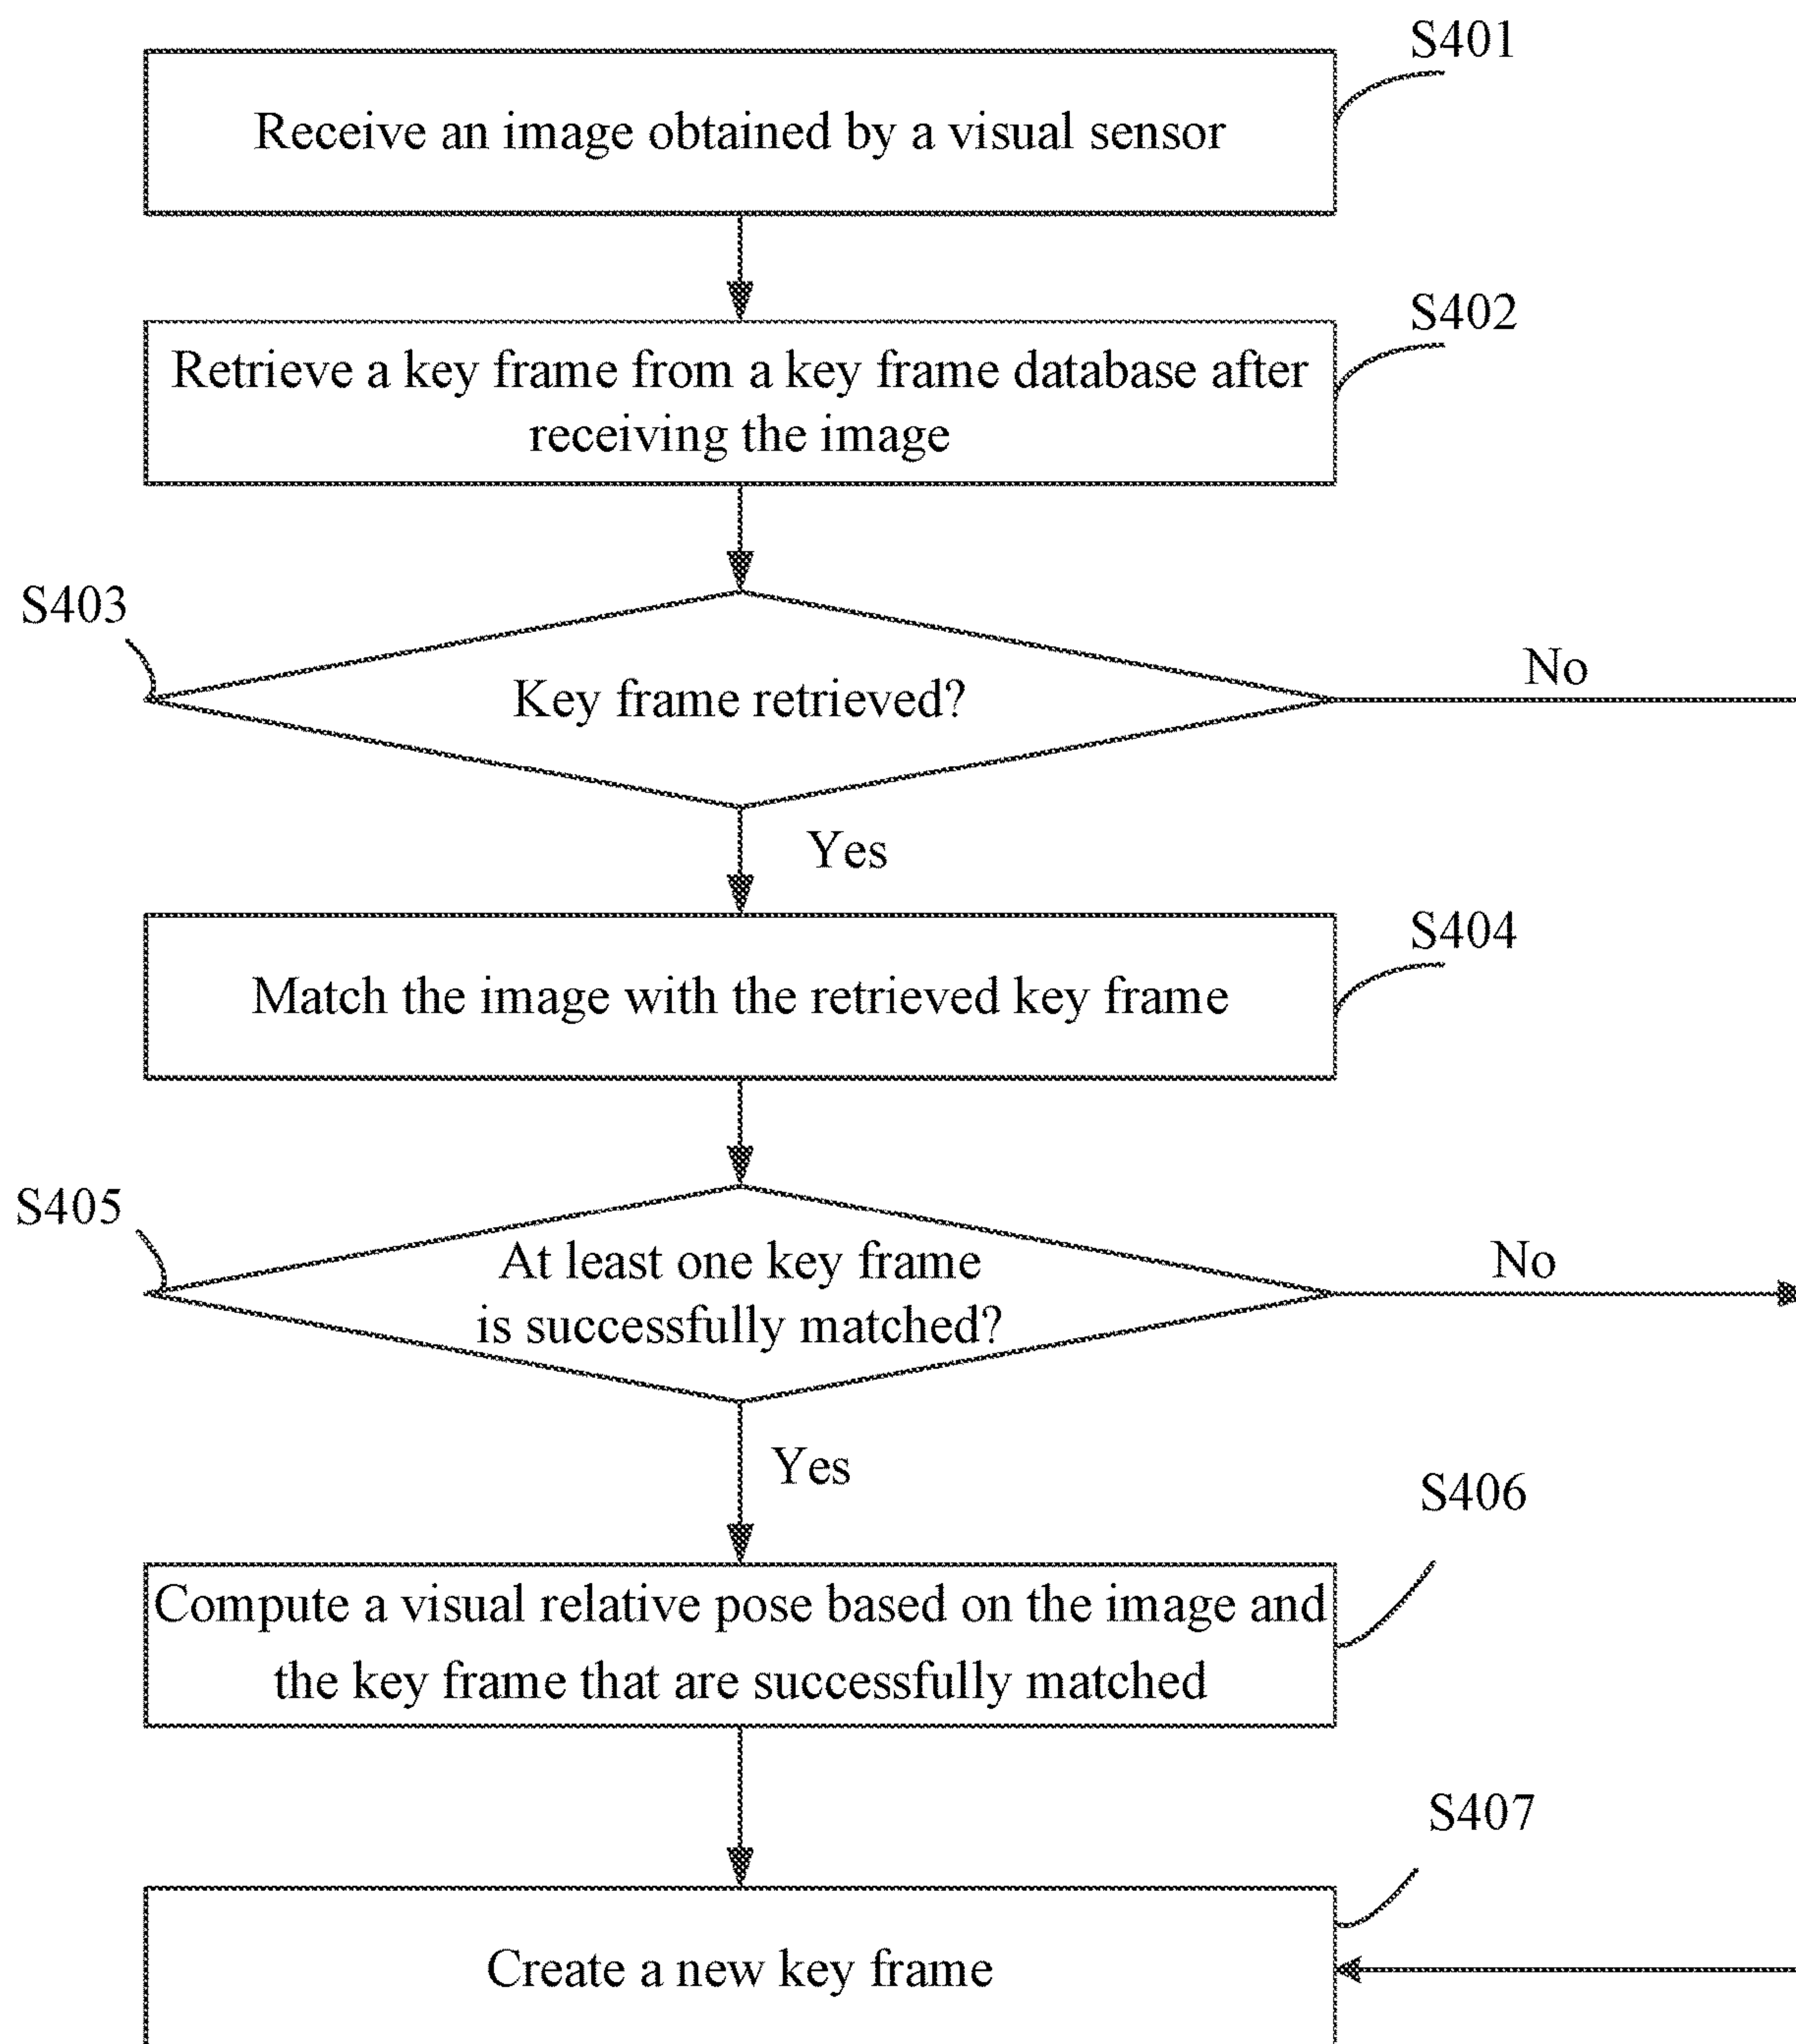 S401
Receive an image obtained by a visual sensor
S402
Retrieve a key frame from a key frame database after
receiving the image
S403
Key frame retrieved?
No
Yes
S404
Match the image with the retrieved key frame
S405
At least one key frame
is successfully matched?
No
Yes
S406
Compute a visual relative pose based on the image and
the key frame that are successfully matched
S407
Create a new key frame